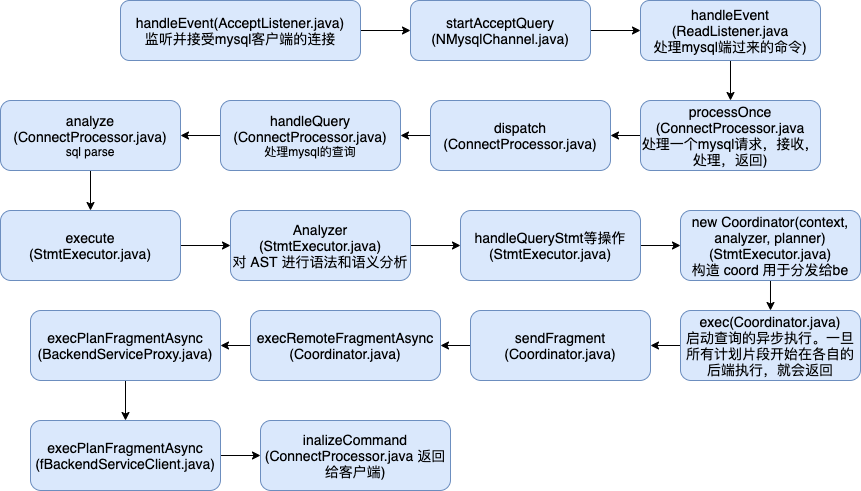 handleEvent(AcceptListener.java)
监听并接受mysql客户端的连接
startAcceptQuery
(NMysqlChannel.java)
handleEvent
(ReadListener.java
处理mysql端过来的命令)
analyze
(ConnectProcessor.java)
sql parse
handleQuery
(ConnectProcessor.java)
处理mysql的查询
dispatch
(ConnectProcessor.java)
processOnce
(ConnectProcessor.java
处理一个mysql请求，接收，
处理，返回)
execute
(StmtExecutor.java)
Analyzer
(StmtExecutor.java)
对 AST 进行语法和语义分析
handleQueryStmt等操作
(StmtExecutor.java)
new Coordinator(context,
analyzer, planner)
(StmtExecutor.java)
构造 coord 用于分发给be
execPlanFragmentAsync
(BackendServiceProxy.java)
execRemoteFragmentAsync
(Coordinator.java)
sendFragment
(Coordinator.java)
exec(Coordinator.java)
启动查询的异步执行。一旦
所有计划片段开始在各自的
后端执行，就会返回
execPlanFragmentAsync
(fBackendServiceClient.java)
inalizeCommand
(ConnectProcessor.java 返回
给客户端)